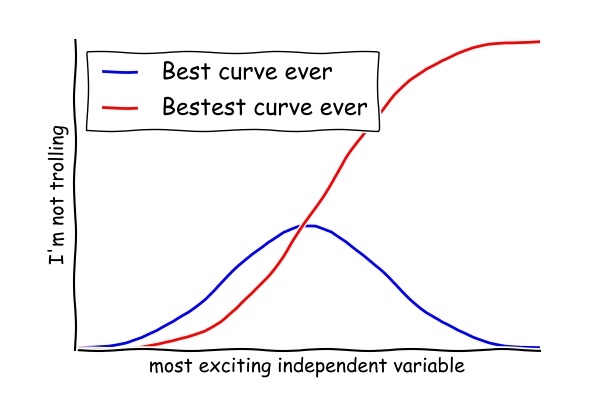 Best curve ever
Bestest curve ever
I'm not trolling
most exciting independent variable